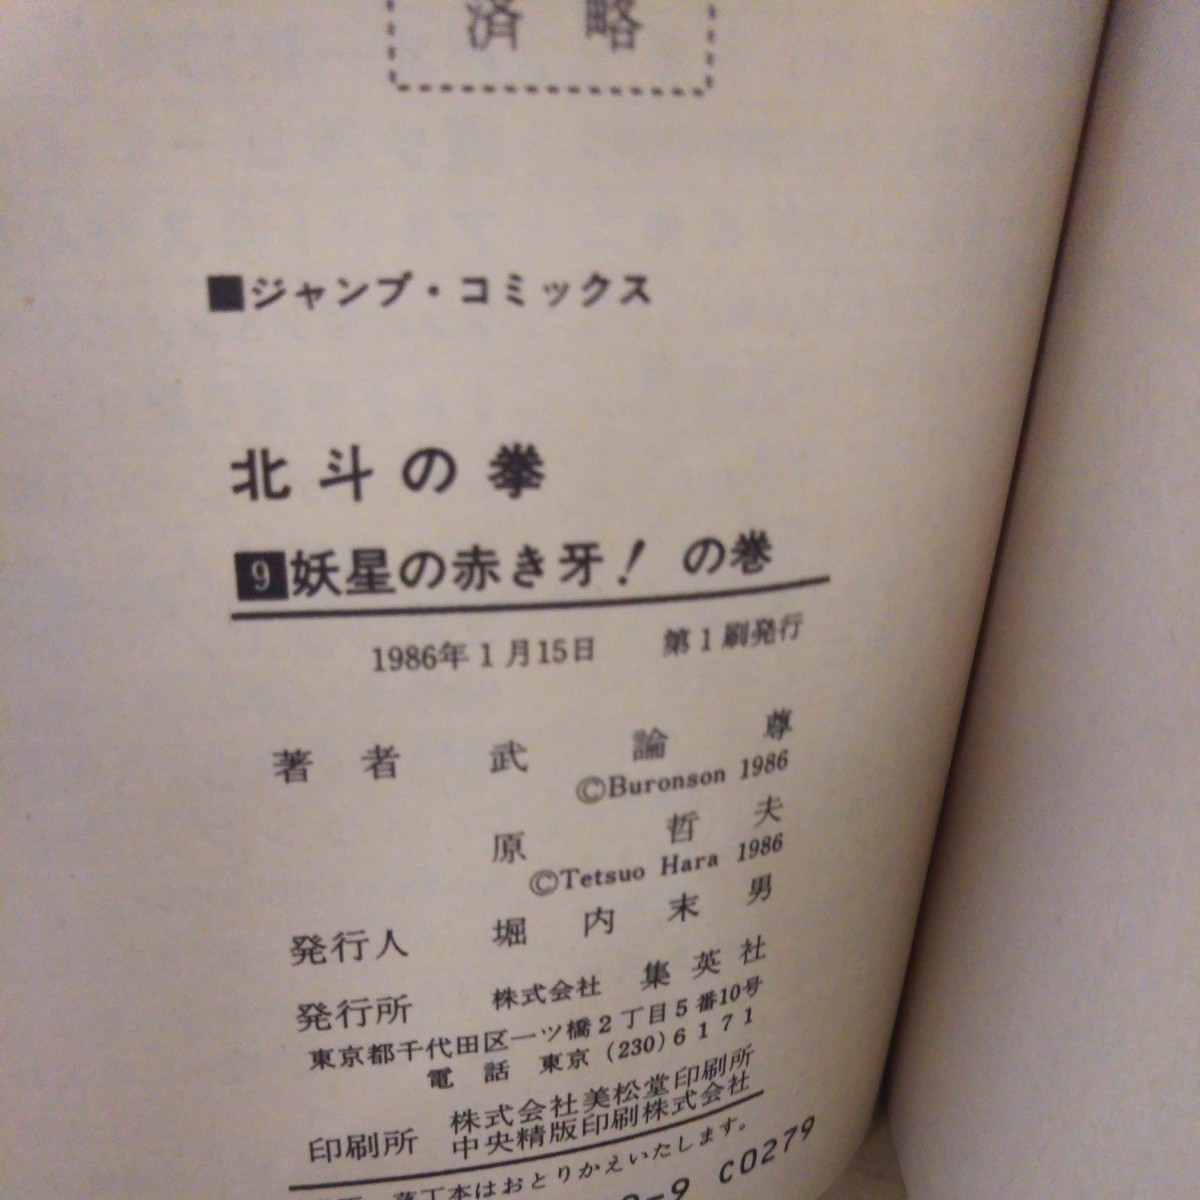 済 略
■ジャンプ・コミックス
北斗の拳
9 妖星の赤き牙! の巻
1986年1月15日 第1刷発行
著者 武論尊
©Buronson 1986
原哲夫
©Tetsuo Hara 1986
発行人 堀内末男
発行所 株式会社 集英社
東京都千代田区一ツ橋2丁目5番10号
電話 東京 (230) 6171
株式会社美松堂印刷所
印刷所 中央精版印刷株式会社
落丁本はおとりかえいたします。
-9 C0279